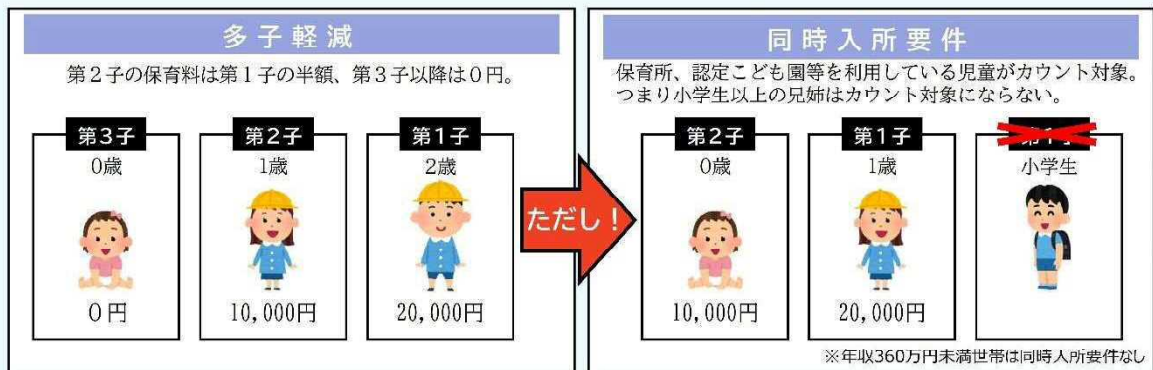 多子軽減
第2子の保育料は第1子の半額、第3子以降は0円。
第3子
0歳
0円
第2子
1歳
10,000円
第1子
2歳
20,000円
ただし！
同時入所要件
保育所、認定こども園等を利用している児童がカウント対象。
つまり小学生以上の兄姉はカウント対象にならない。
第2子
0歳
10,000円
第1子
1歳
20,000円
第1子
小学生
※年収360万円未満世帯は同時入所要件なし